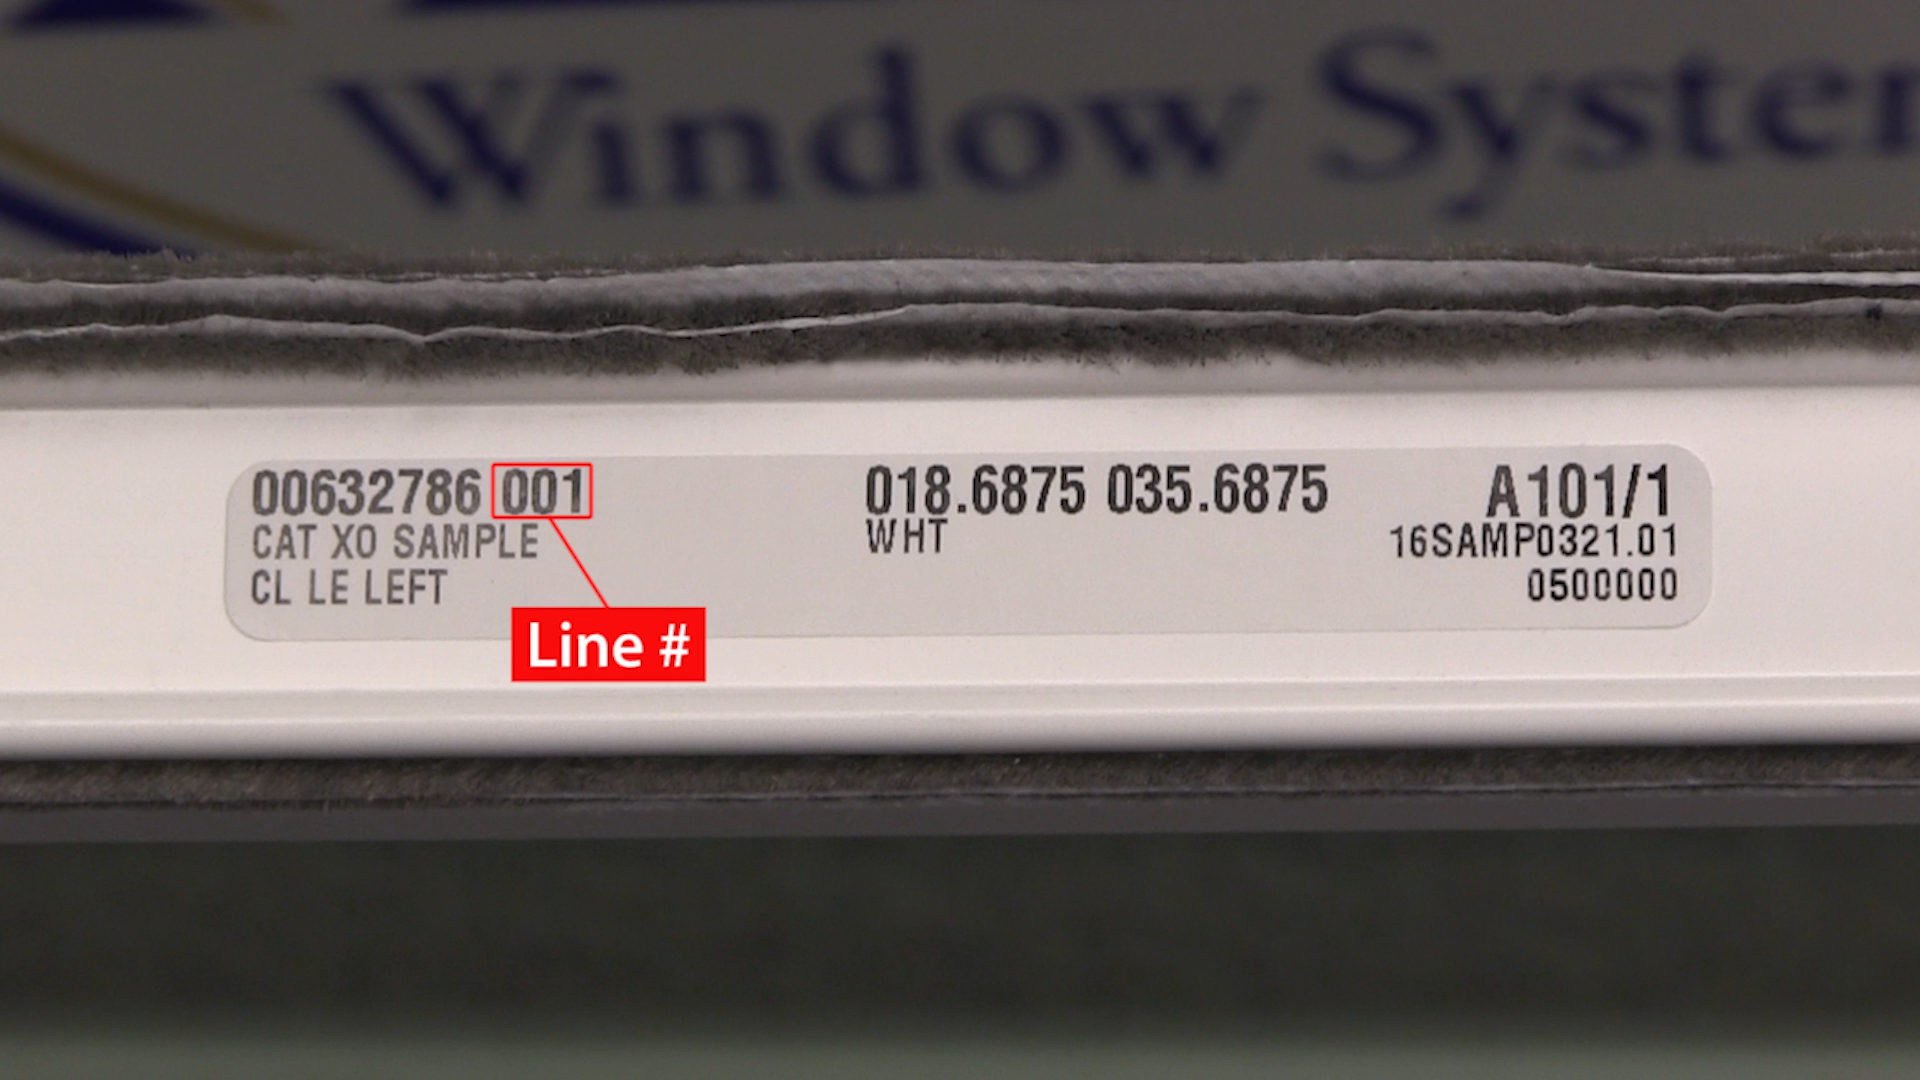 Window Syste
00632786 001 018.6875 035.6875 A101/1
CAT XO SAMPLE WHT 16SAMP0321.01
CL LE LEFT 0500000
Line #